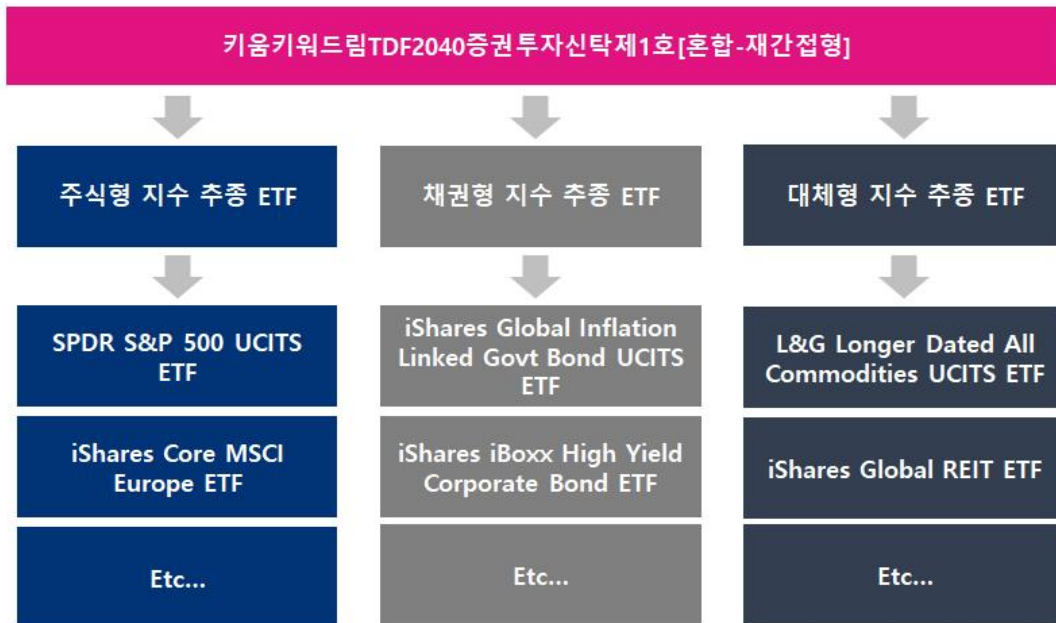 키움키워드림TDF2040증권투자신탁제1호[혼합-재간접형]
주식형 지수 추종 ETF
채권형 지수 추종 ETF
대체형 지수 추종 ETF
SPDR S&P 500 UCITS
ETF
iShares Global Inflation
Linked Govt Bond UCITS
ETF
L&G Longer Dated All
Commodities UCITS ETF
iShares Core MSCI
Europe ETF
iShares iBoxx High Yield
Corporate Bond ETF
iShares Global REIT ETF
Etc...
Etc...
Etc...